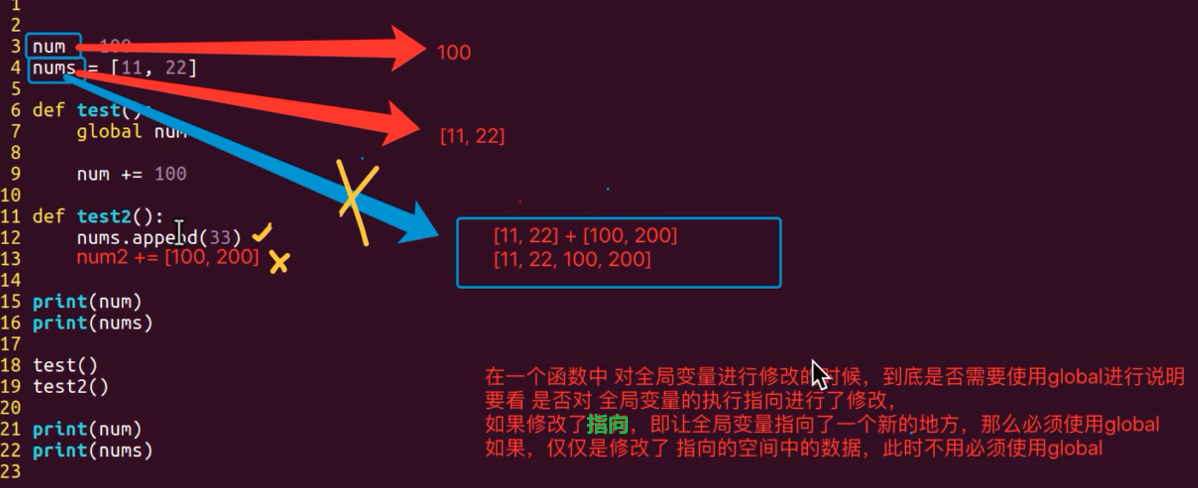 1
2
3 num = 100
100
4 nums = [11, 22]
5
6 def test():
[11, 22]
7 global num
8
9 num += 100
10
11 def test2():
[11, 22] + [100, 200]
12 nums.append(33)
13 num2 += [100, 200]
[11, 22, 100, 200]
14
15 print(num)
16 print(nums)
17
18 test()
在一个函数中 对全局变量进行修改的时候，到底是否需要使用global进行说明
19 test2()
要看 是否对 全局变量的执行指向进行了修改，
20
如果修改了指向，即让全局变量指向了一个新的地方，那么必须使用global
21 print(num)
22 print(nums)
如果，仅仅是修改了 指向的空间中的数据，此时不用必须使用global
23